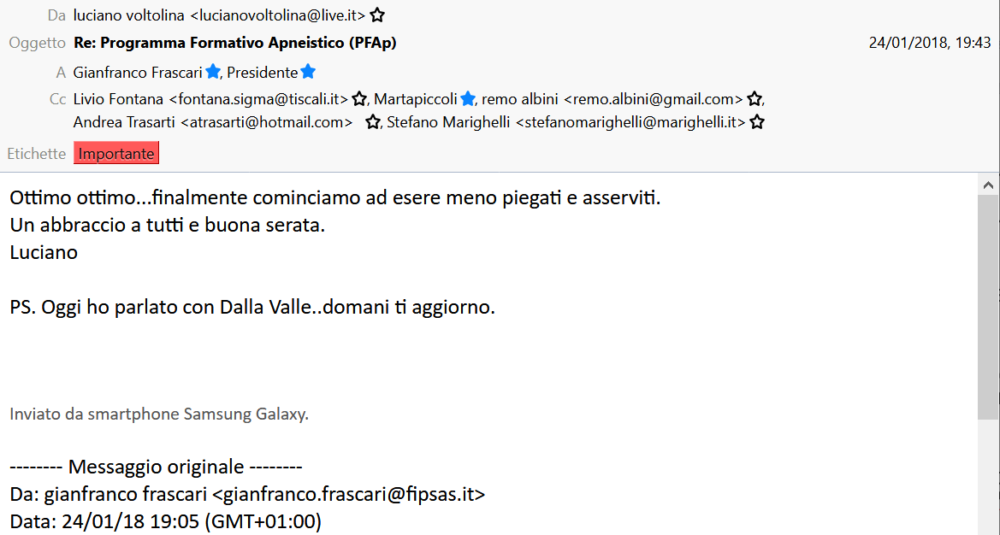 Da luciano voltolina <lucianovoltolina@live.it>
Oggetto Re: Programma Formativo Apneistico (PFAp) 24/01/2018, 19:43
A Gianfranco Frascari, Presidente
Cc Livio Fontana <fontana.sigma@tiscali.it>, Martapiccoli, remo albini <remo.albini@gmail.com>,
Andrea Trasarti <atrasarti@hotmail.com> , Stefano Marighelli <stefanomarighelli@marighelli.it>
Etichette Importante
Ottimo ottimo...finalmente cominciamo ad esere meno piegati e asserviti.
Un abbraccio a tutti e buona serata.
Luciano
PS. Oggi ho parlato con Dalla Valle..domani ti aggiorno.
Inviato da smartphone Samsung Galaxy.
-------- Messaggio originale --------
Da: gianfranco frascari <gianfranco.frascari@fipsas.it>
Data: 24/01/18 19:05 (GMT+01:00)